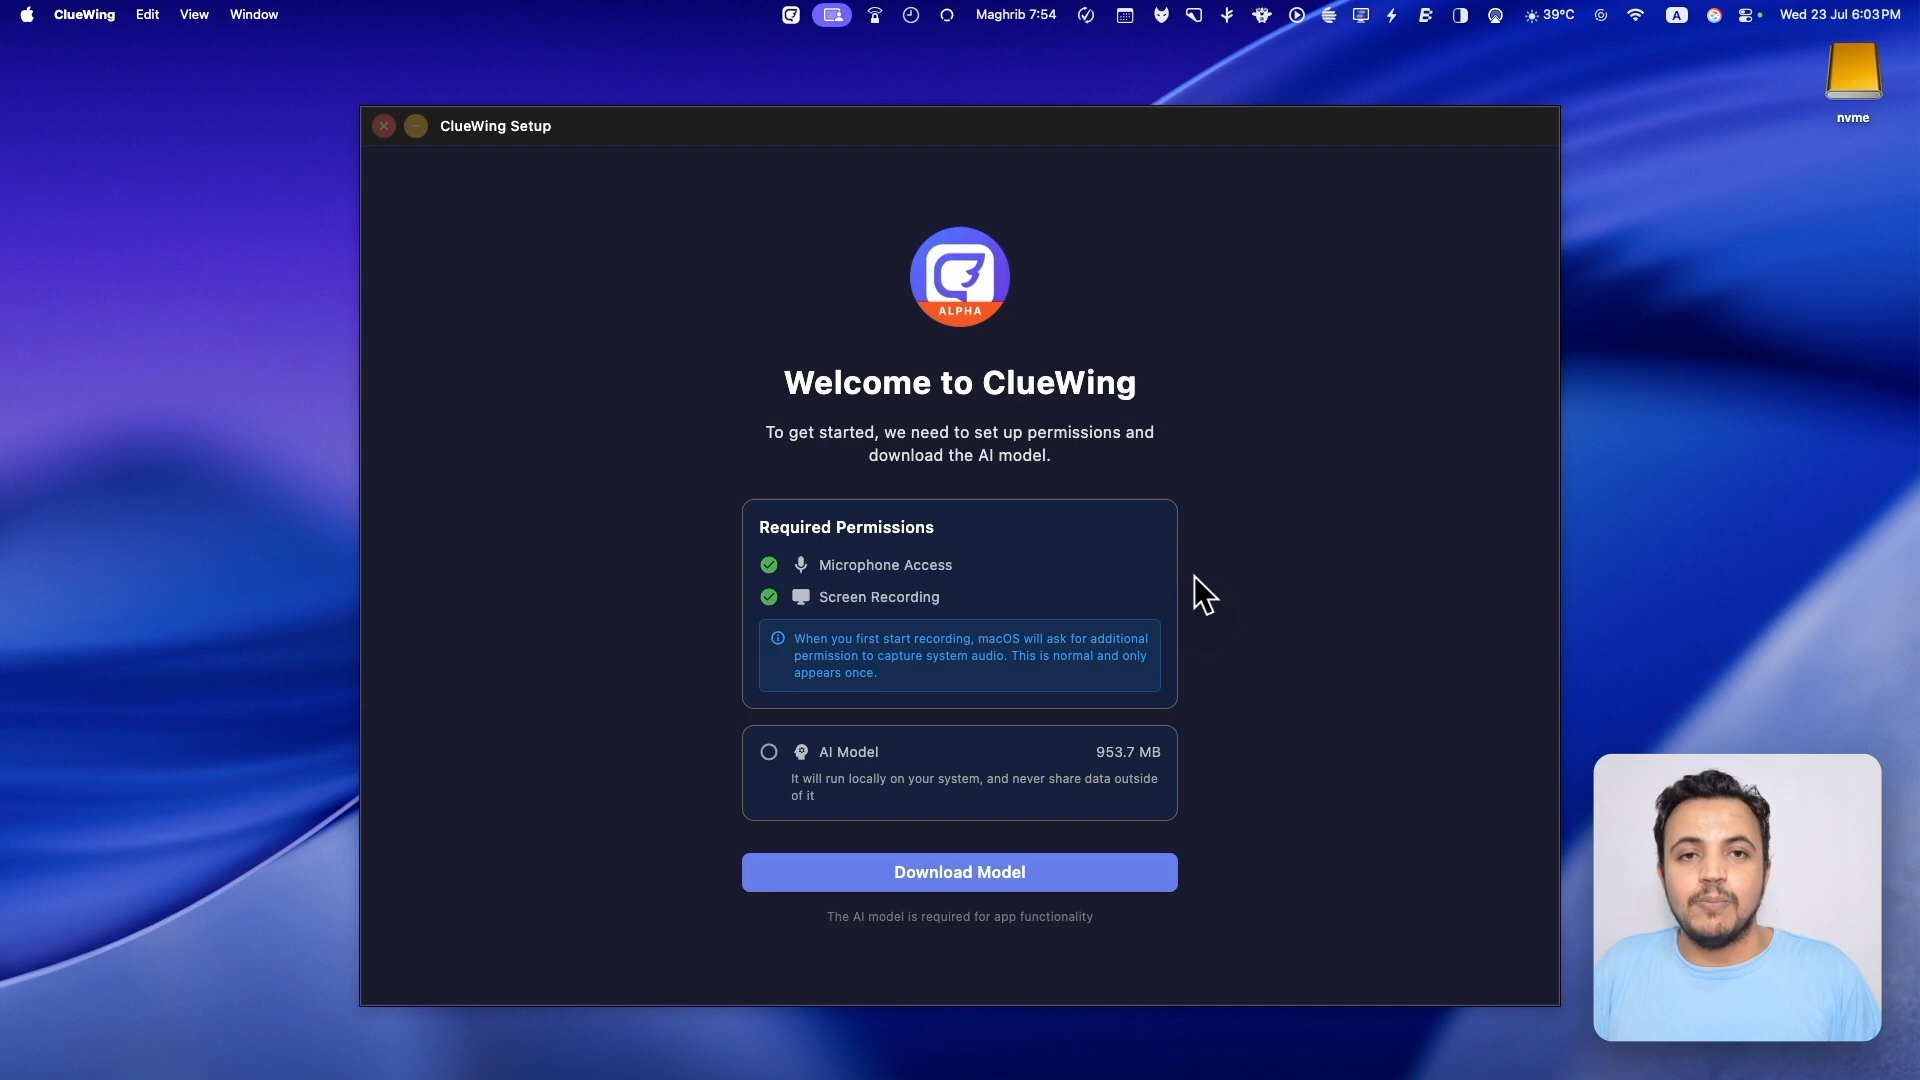 ClueWing Edit View Window
Maghrib 7:54
39°C
A
Wed 23 Jul 6:03 PM
nvme
ClueWing Setup
ALPHA
Welcome to ClueWing
To get started, we need to set up permissions and
download the AI model.
Required Permissions
Microphone Access
Screen Recording
When you first start recording, macOS will ask for additional
permission to capture system audio. This is normal and only
appears once.
AI Model 953.7 MB
It will run locally on your system, and never share data outside
of it
Download Model
The AI model is required for app functionality